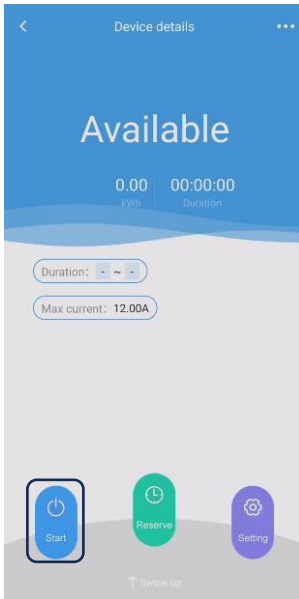 Device details
Available
0.00 00:00:00
kWh Duration
Duration: - ~ -
Max current: 12.00A
Start
Reserve
Setting
Swipe up